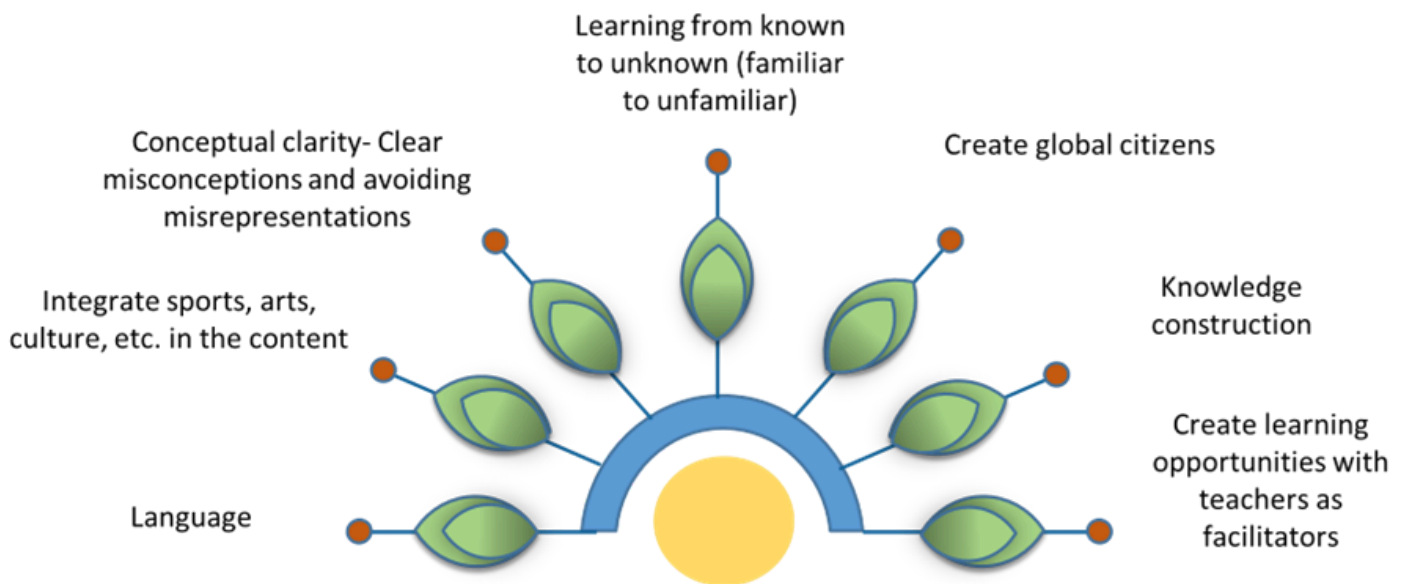 Learning from known
to unknown (familiar
to unfamiliar)
Conceptual clarity- Clear
misconceptions and avoiding
misrepresentations
Create global citizens
Integrate sports, arts,
culture, etc. in the content
Knowledge
construction
Language
Create learning
opportunities with
teachers as
facilitators